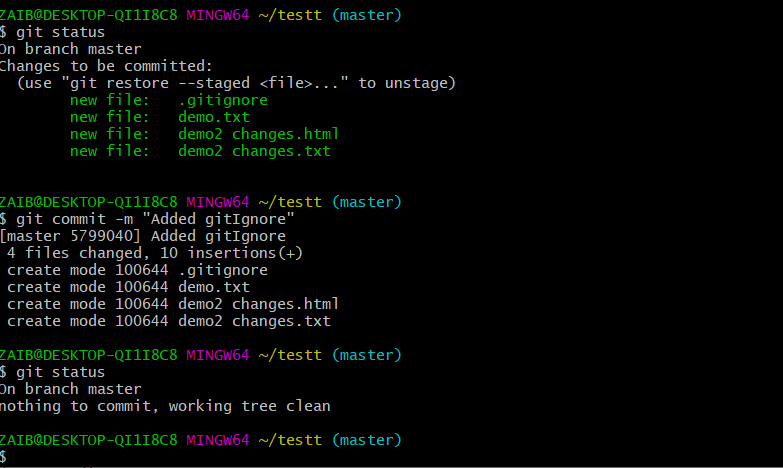 ZAIB@DESKTOP-QI1I8C8 MINGW64 ~/testt (master)
$ git status
On branch master
Changes to be committed:
  (use "git restore --staged <file>..." to unstage)
        new file:   .gitignore
        new file:   demo.txt
        new file:   demo2 changes.html
        new file:   demo2 changes.txt
ZAIB@DESKTOP-QI1I8C8 MINGW64 ~/testt (master)
$ git commit -m "Added gitIgnore"
[master 5799040] Added gitIgnore
 4 files changed, 10 insertions(+)
 create mode 100644 .gitignore
 create mode 100644 demo.txt
 create mode 100644 demo2 changes.html
 create mode 100644 demo2 changes.txt
ZAIB@DESKTOP-QI1I8C8 MINGW64 ~/testt (master)
$ git status
On branch master
nothing to commit, working tree clean
ZAIB@DESKTOP-QI1I8C8 MINGW64 ~/testt (master)
$